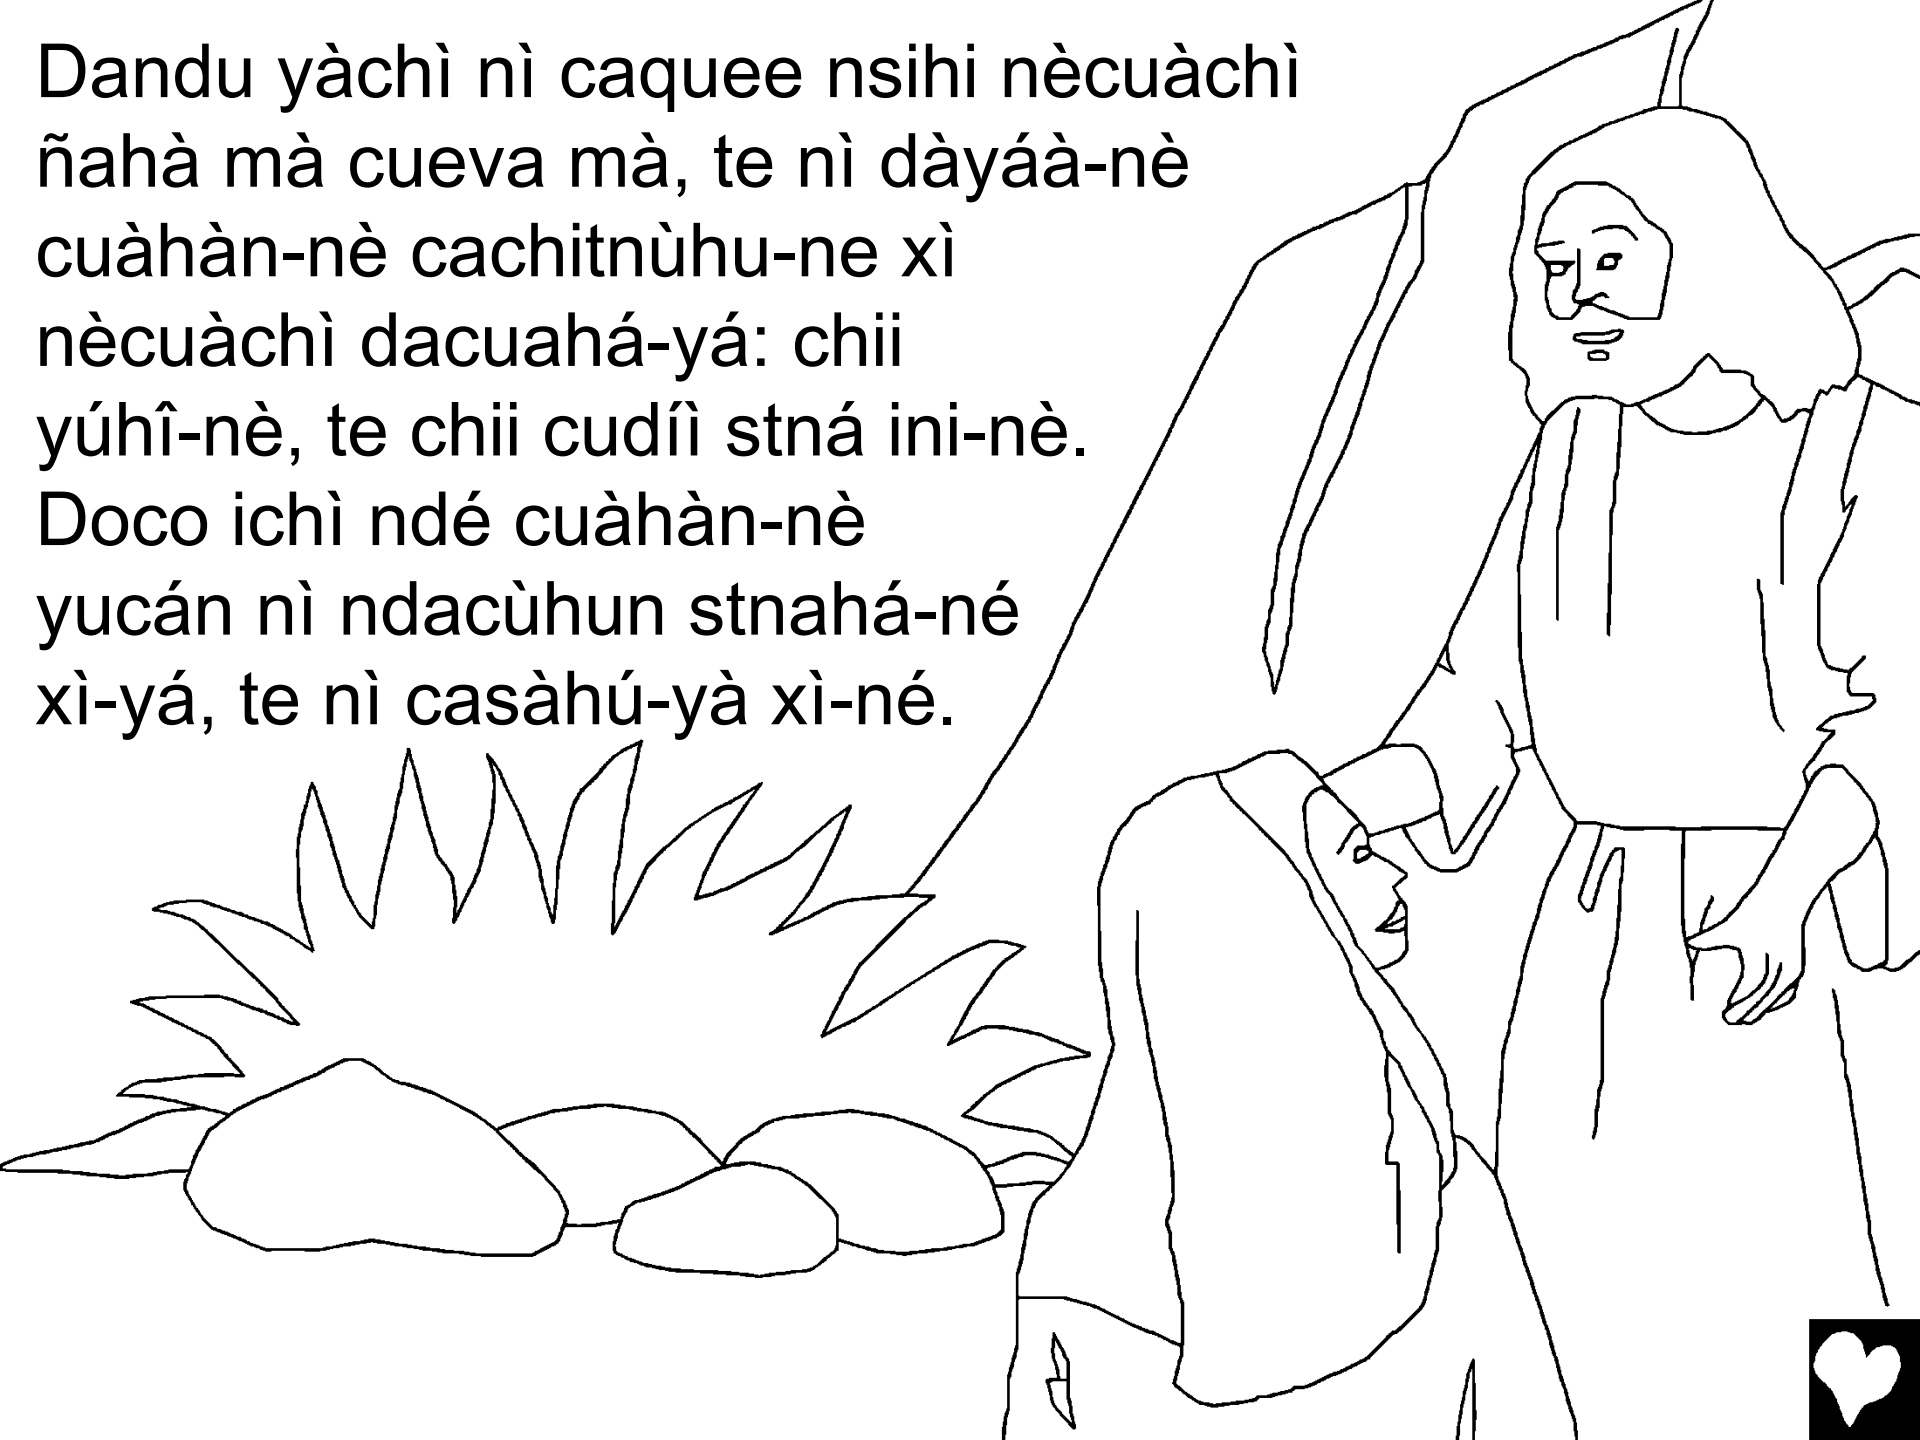 Dandu yàchì nì caquee nsihi nècuàchì
ñahà mà cueva mà, te nì dàyáà-nè
cuàhàn-nè cachitnùhu-ne xì
nècuàchì dacuahá-yá: chii
yúhî-nè, te chii cudíì stná ini-nè.
Doco ichì ndé cuàhàn-nè
yucán nì ndacùhun stnahá-né
xì-yá, te nì casàhú-yà xì-né.